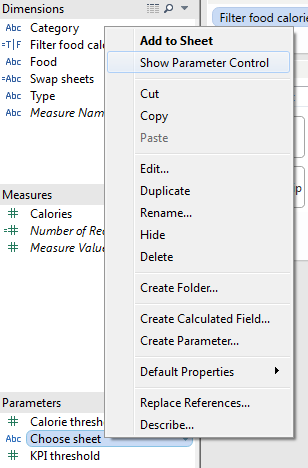 Dimensions
Abc Category
=T|F Filter food calo
Abc Food
=Abc Swap sheets
Abc Type
Abc Measure Nam
Measures
# Calories
=# Number of Rec
# Measure Value
Parameters
# Calorie thresho
Abc Choose sheet
# KPI threshold
Add to Sheet
Show Parameter Control
Cut
Copy
Paste
Edit...
Duplicate
Rename...
Hide
Delete
Create Folder...
Create Calculated Field...
Create Parameter...
Default Properties
Replace References...
Describe...
Filter food calorie
p